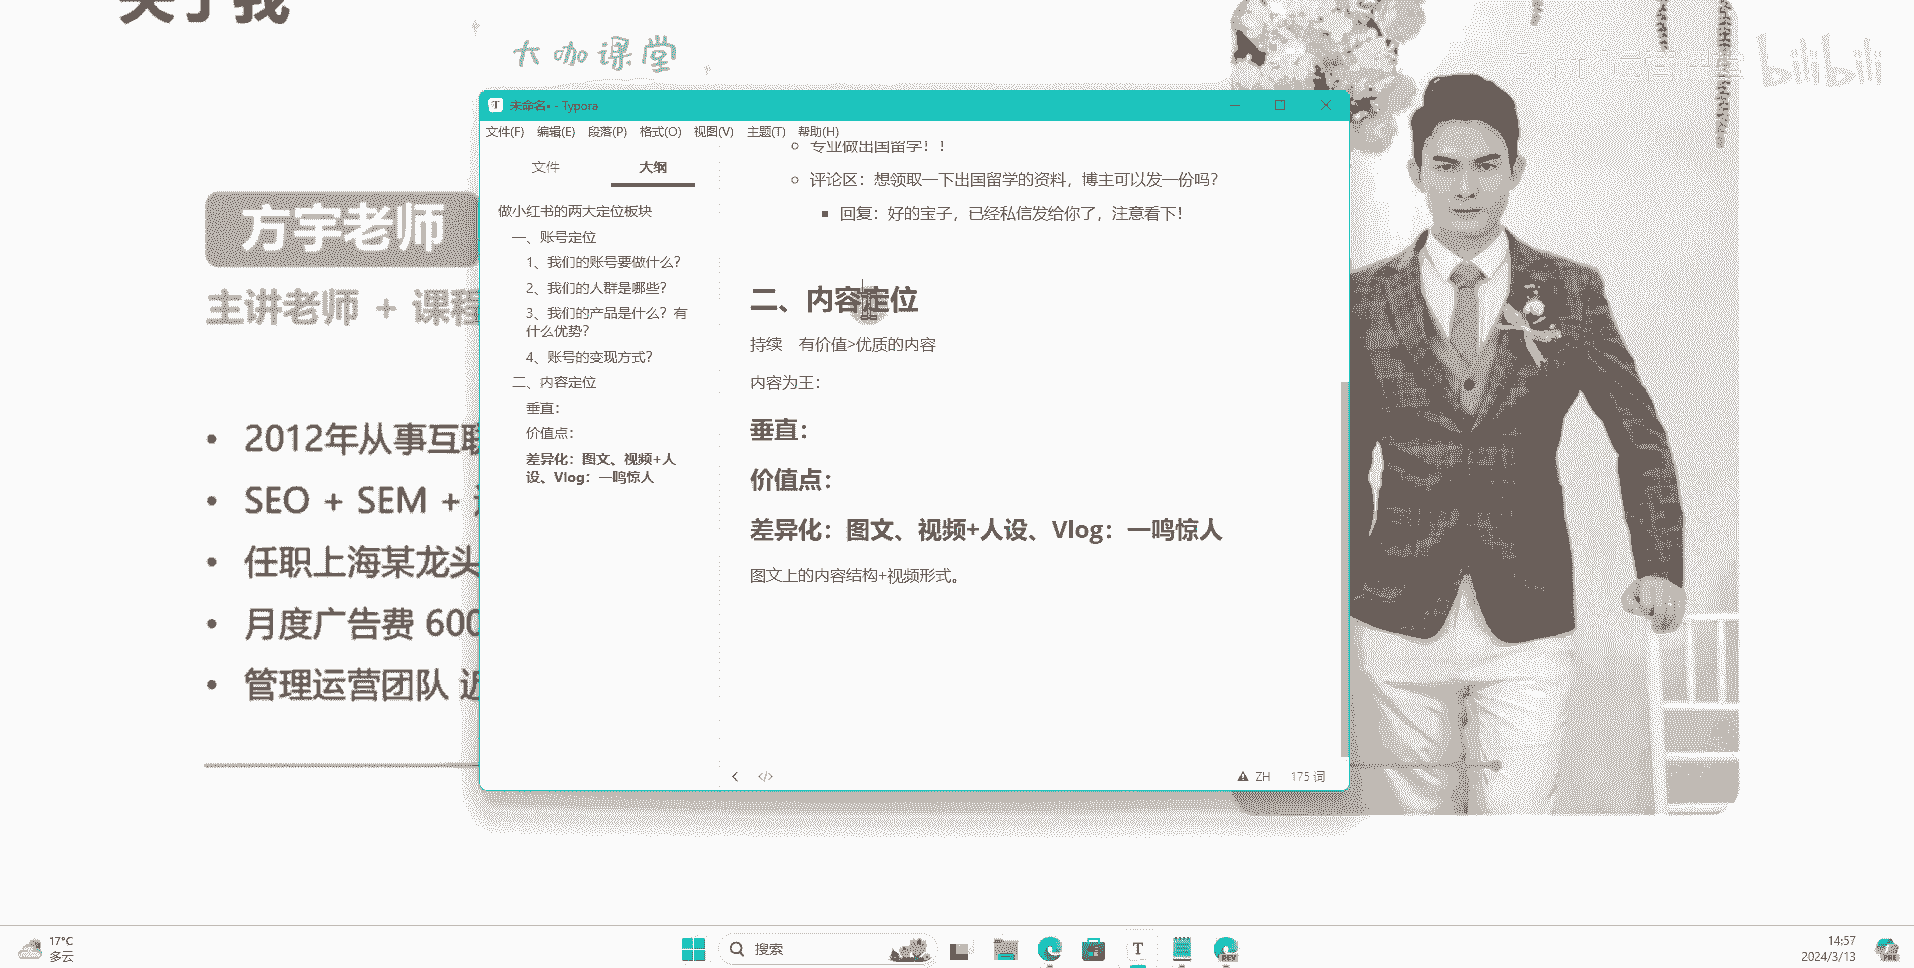 关于我
大咖课堂
bilibili
方宇老师
主讲老师 + 课程
2012年从事互联
SEO + SEM +
任职上海某龙头
月度广告费 600
管理运营团队 近
未命名• - Typora
文件(F) 编辑(E) 段落(P) 格式(O) 视图(V) 主题(T) 帮助(H)
文件 大纲
做小红书的两大定位板块
一、账号定位
1、我们的账号要做什么？
2、我们的人群是哪些？
3、我们的产品是什么？有
什么优势？
4、账号的变现方式？
二、内容定位
垂直：
价值点：
差异化：图文、视频+人
设、Vlog：一鸣惊人
专业做出国留学！！
评论区：想领取一下出国留学的资料，博主可以发一份吗？
回复：好的宝子，已经私信发给你了，注意看下！
二、内容定位
持续 有价值>优质的内容
内容为王：
垂直：
价值点：
差异化：图文、视频+人设、Vlog：一鸣惊人
图文上的内容结构+视频形式。
ZH 175 词
17°C
多云
搜索
T
DEV
14:57
2024/3/13
PRE